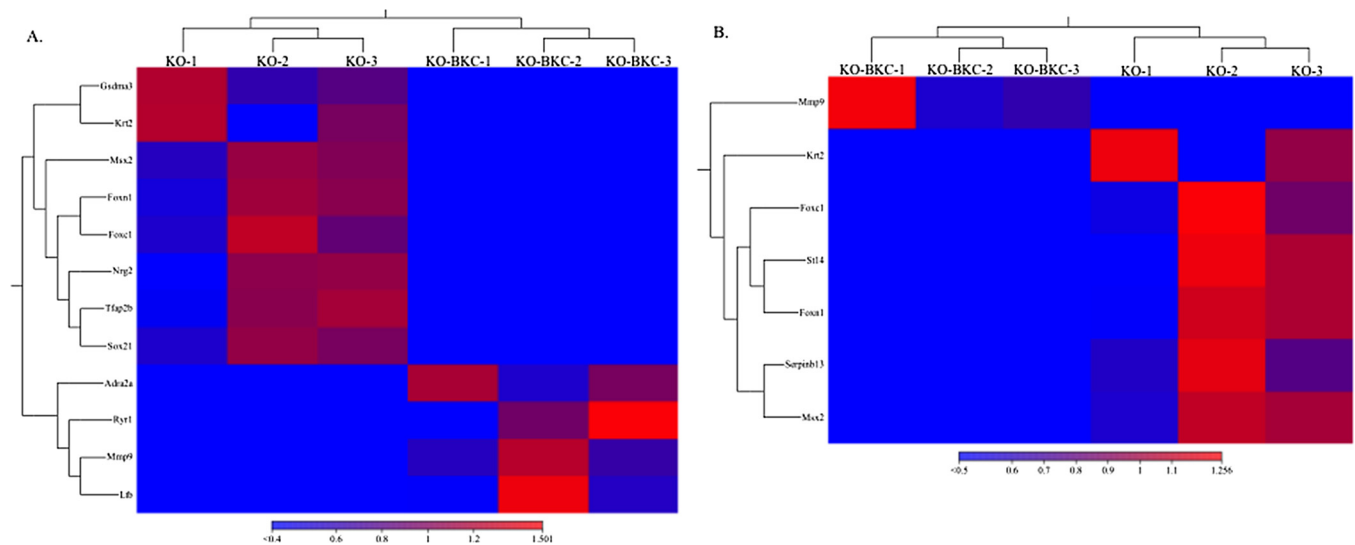 A.
KO-1 KO-2 KO-3 KO-BKC-1 KO-BKC-2 KO-BKC-3
Gsdma3
Krt2
Msx2
Foxn1
Foxc1
Nrg2
Tfap2b
Sox21
Adra2a
Ryr1
Mmp9
Ltb
<0.4 0.6 0.8 1 1.2 1.501
B.
KO-BKC-1 KO-BKC-2 KO-BKC-3 KO-1 KO-2 KO-3
Mmp9
Krt2
Foxc1
St14
Foxn1
Serpinb13
Msx2
<0.5 0.6 0.7 0.8 0.9 1 1.1 1.256